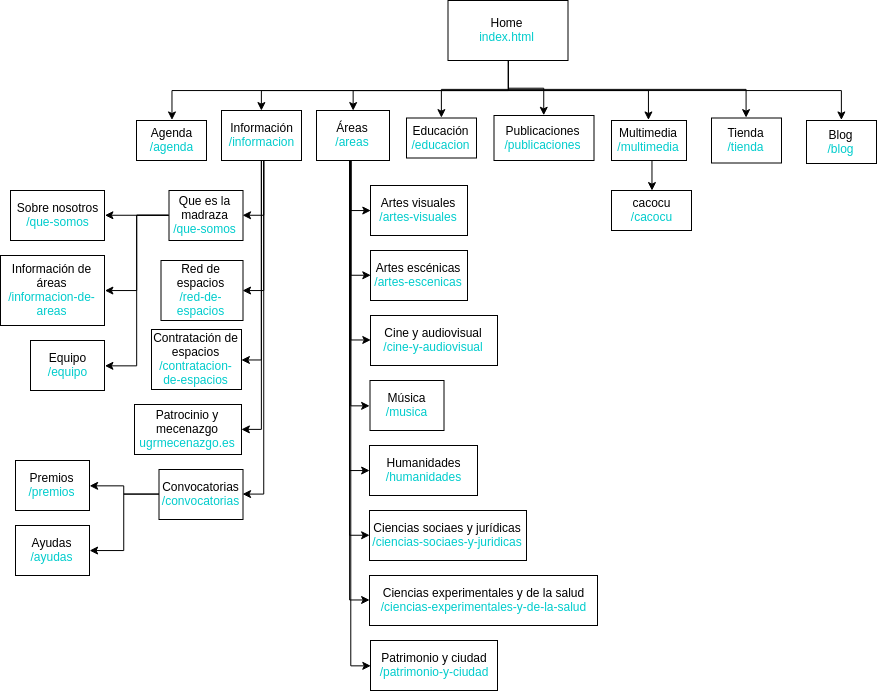 Home
index.html
Agenda
/agenda
Información
/informacion
Áreas
/areas
Educación
/educacion
Publicaciones
/publicaciones
Multimedia
/multimedia
Tienda
/tienda
Blog
/blog
Sobre nosotros
/que-somos
Información de
áreas
/informacion-de-
areas
Equipo
/equipo
Que es la
madraza
/que-somos
Red de
espacios
/red-de-
espacios
Contratación de
espacios
/contratacion-
de-espacios
Patrocinio y
mecenazgo
ugrmecenazgo.es
Convocatorias
/convocatorias
Premios
/premios
Ayudas
/ayudas
Artes visuales
/artes-visuales
Artes escénicas
/artes-escenicas
Cine y audiovisual
/cine-y-audiovisual
Música
/musica
Humanidades
/humanidades
Ciencias sociaes y jurídicas
/ciencias-sociaes-y-juridicas
Ciencias experimentales y de la salud
/ciencias-experimentales-y-de-la-salud
Patrimonio y ciudad
/patrimonio-y-ciudad
cacocu
/cacocu